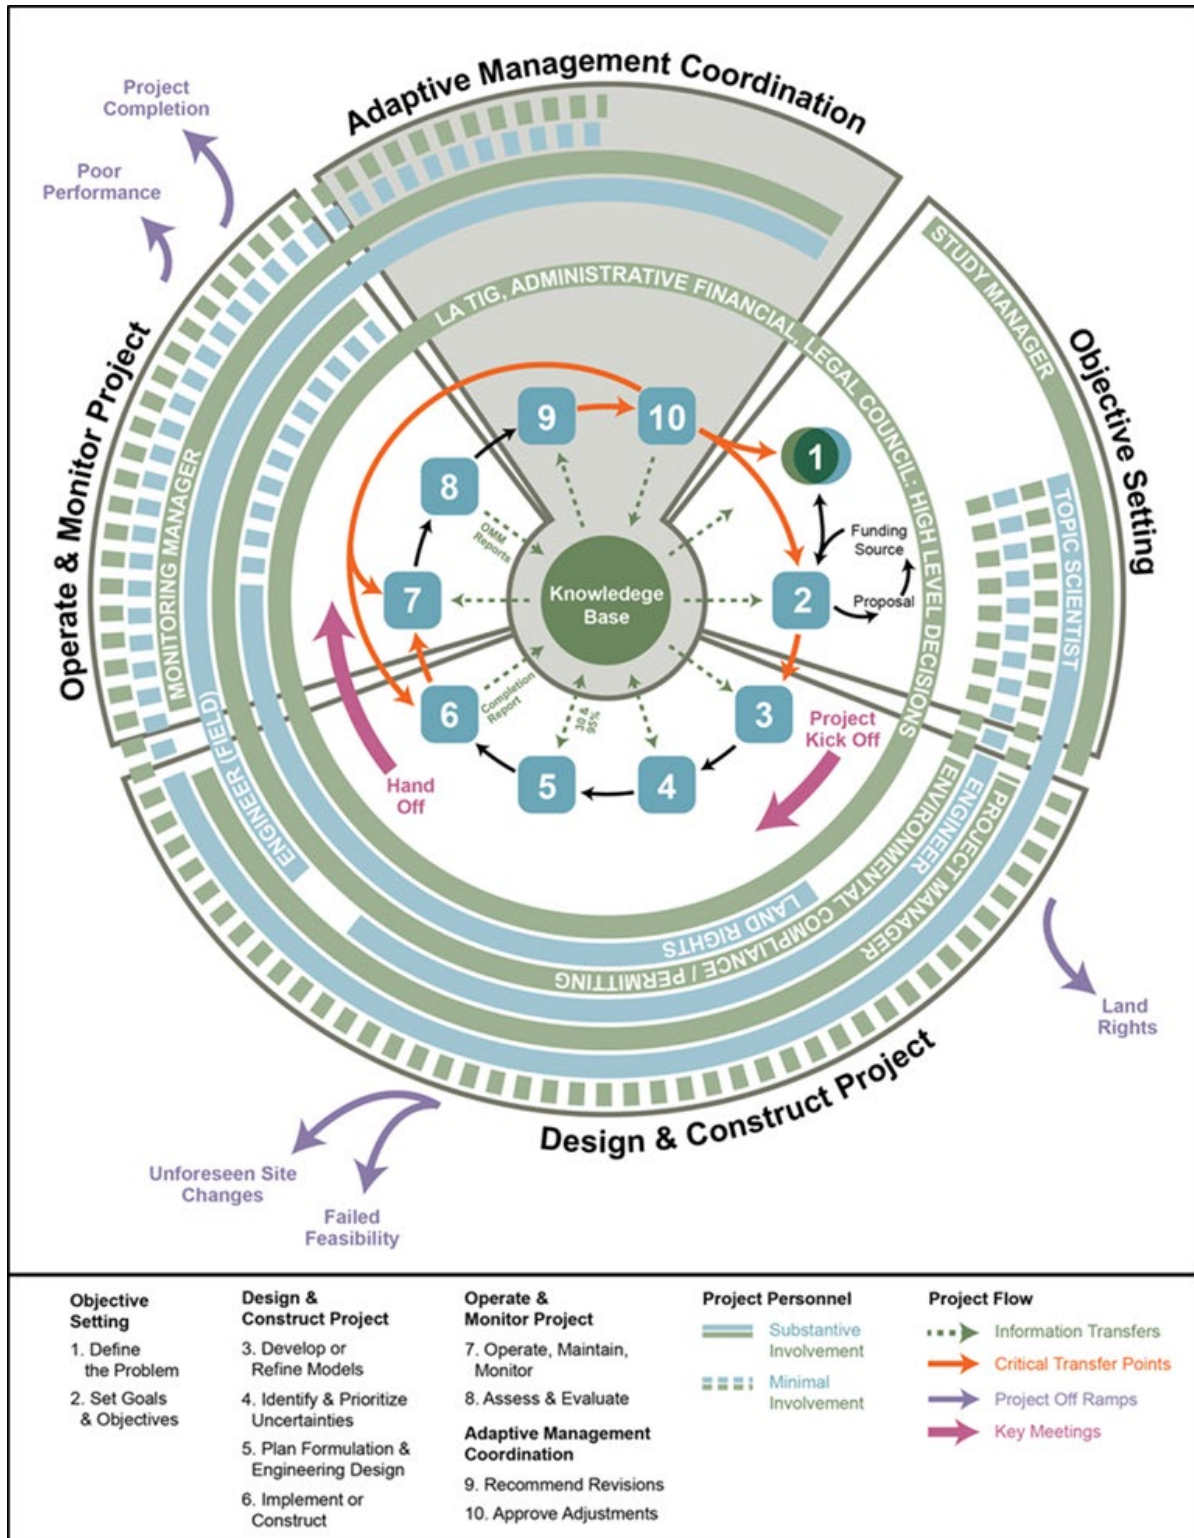 Adaptive Management Coordination
Project
Completion
Poor
Performance
Operate & Monitor Project
Objective Setting
STUDY MANAGER
LA TIG, ADMINISTRATIVE FINANCIAL, LEGAL COUNCIL: HIGH LEVEL DECISIONS
MONITORING MANAGER
TOPIC SCIENTIST
9
10
1
8
OMM
Reports
Funding
Source
7
Knowledege
Base
2
Proposal
6
Completion
Report
30 &
95%
3
Project
Kick Off
5
4
Hand
Off
ENGINEER (FIELD)
LAND RIGHTS
ENVIRONMENTAL COMPLIANCE / PERMITTING
ENGINEER
PROJECT MANAGER
Land
Rights
Design & Construct Project
Unforeseen Site
Changes
Failed
Feasibility
Objective
Setting
1. Define
the Problem
2. Set Goals
& Objectives
Design &
Construct Project
3. Develop or
Refine Models
4. Identify & Prioritize
Uncertainties
5. Plan Formulation &
Engineering Design
6. Implement or
Construct
Operate &
Monitor Project
7. Operate, Maintain,
Monitor
8. Assess & Evaluate
Adaptive Management
Coordination
9. Recommend Revisions
10. Approve Adjustments
Project Personnel
Substantive
Involvement
Minimal
Involvement
Project Flow
Information Transfers
Critical Transfer Points
Project Off Ramps
Key Meetings